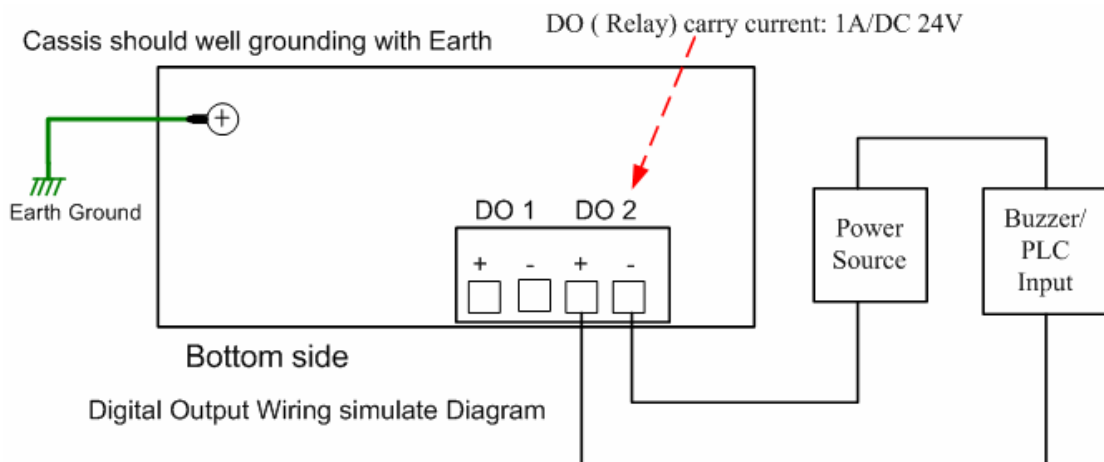 DO ( Relay) carry current: 1A/DC 24V
Cassis should well grounding with Earth
+
Earth Ground
DO 1 DO 2
+ - + -
Power
Source
Buzzer/
PLC
Input
Bottom side
Digital Output Wiring simulate Diagram